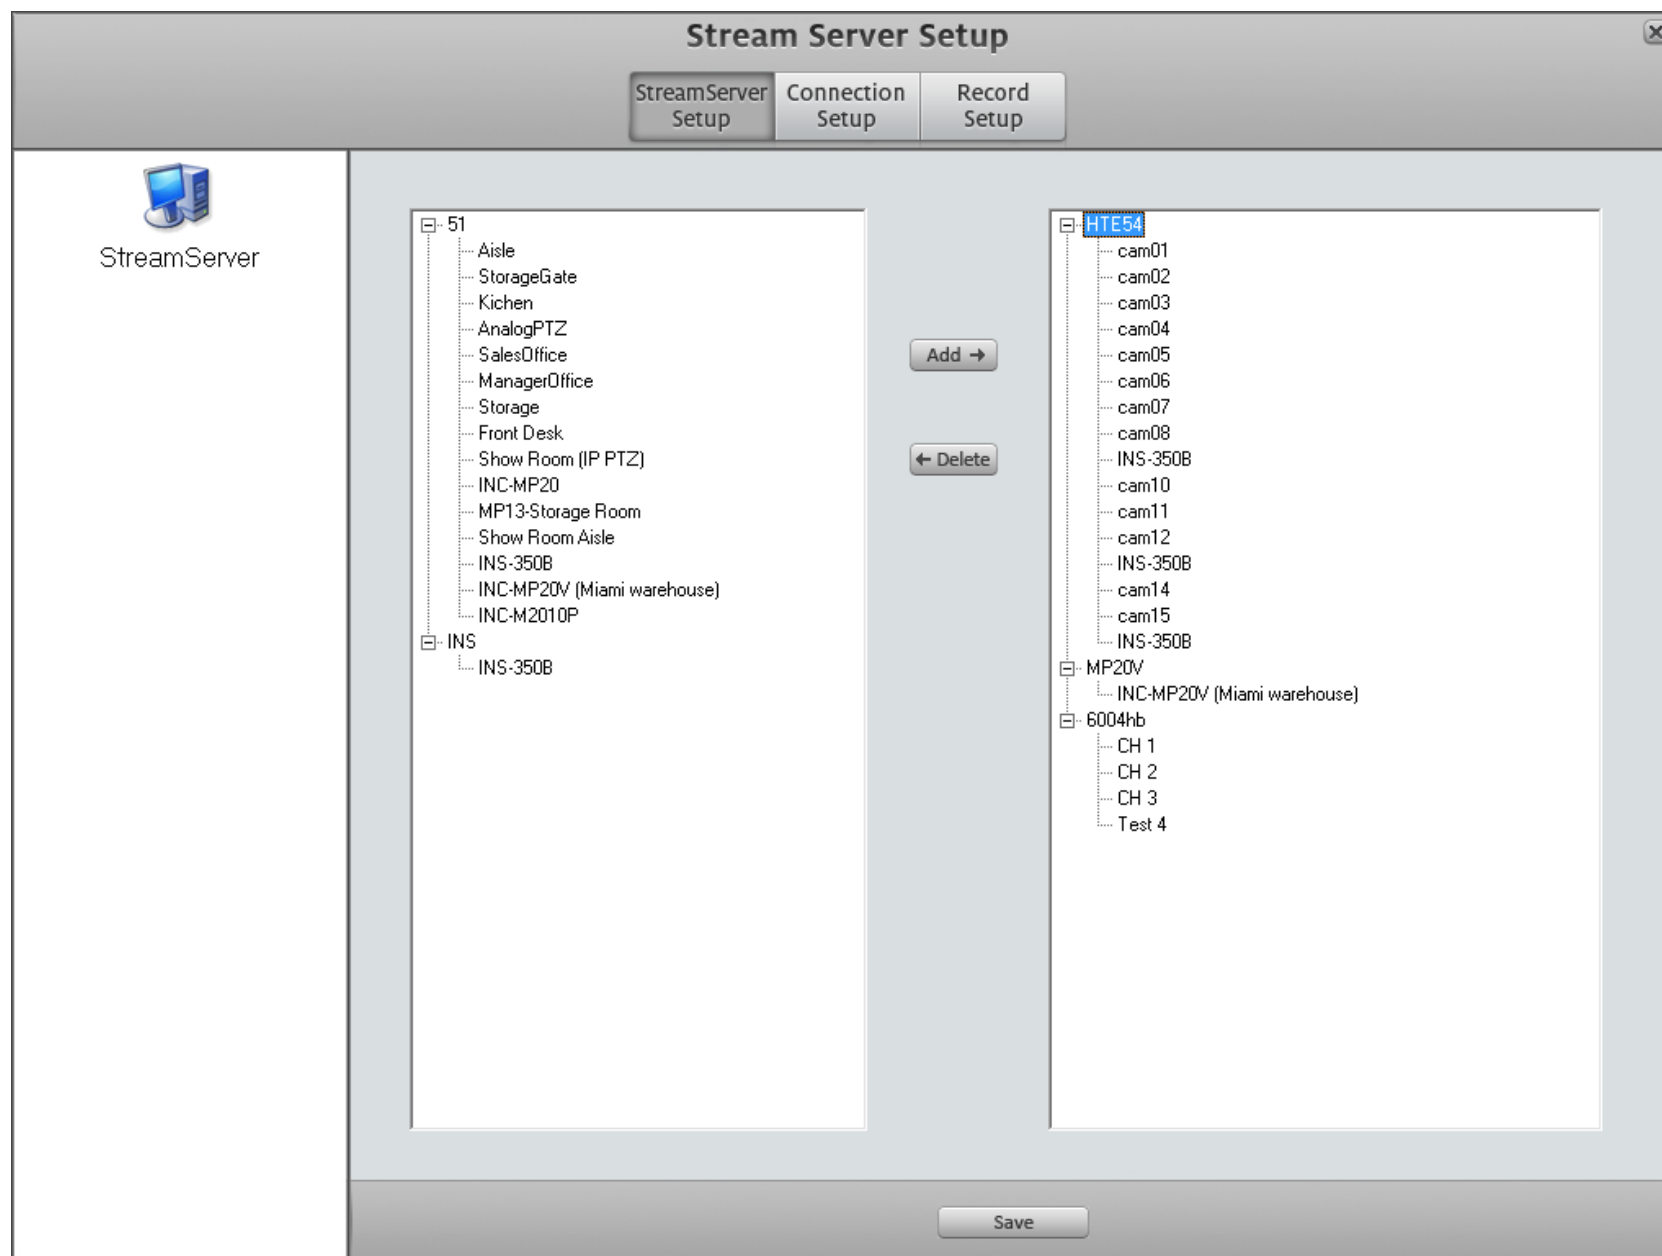 Stream Server Setup
StreamServer
Setup
Connection
Setup
Record
Setup
StreamServer
51
Aisle
StorageGate
Kichen
AnalogPTZ
SalesOffice
ManagerOffice
Storage
Front Desk
Show Room (IP PTZ)
INC-MP20
MP13-Storage Room
Show Room Aisle
INS-350B
INC-MP20V (Miami warehouse)
INC-M2010P
INS
INS-350B
Add →
← Delete
HTE54
cam01
cam02
cam03
cam04
cam05
cam06
cam07
cam08
INS-350B
cam10
cam11
cam12
INS-350B
cam14
cam15
INS-350B
MP20V
INC-MP20V (Miami warehouse)
6004hb
CH 1
CH 2
CH 3
Test 4
Save